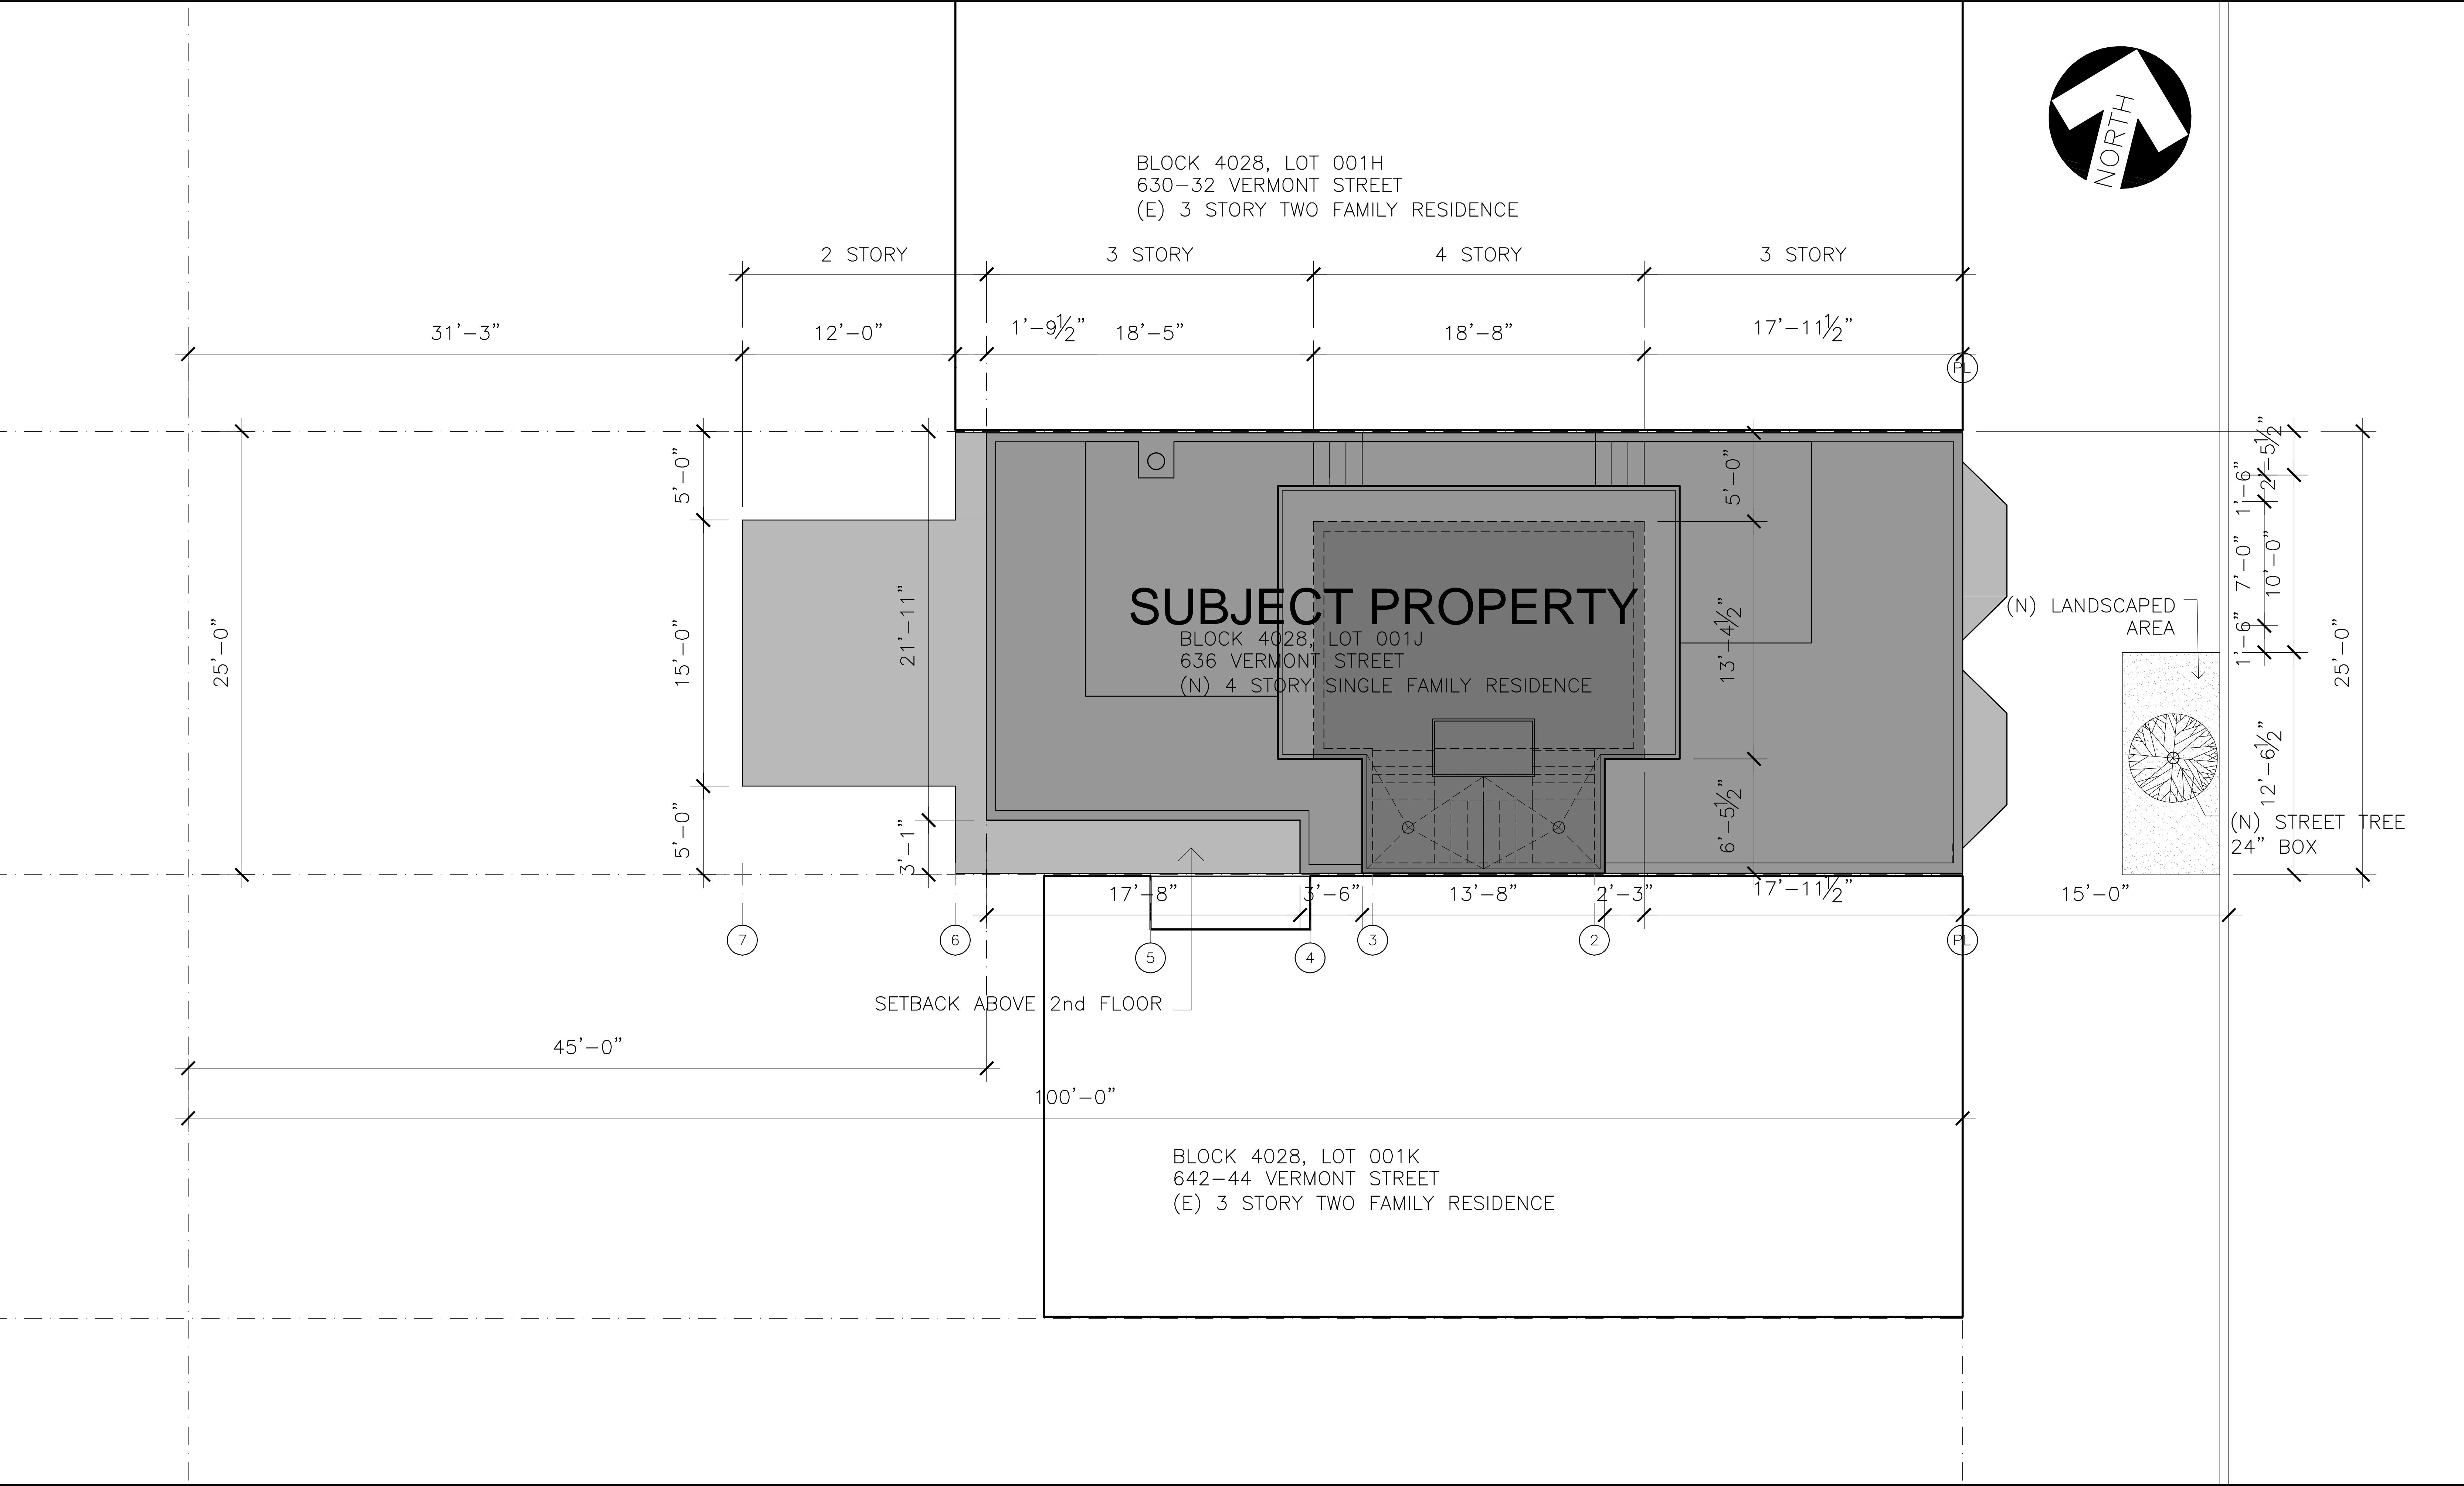 NORTH
BLOCK 4028, LOT 001H
630-32 VERMONT STREET
(E) 3 STORY TWO FAMILY RESIDENCE
2 STORY
3 STORY
4 STORY
3 STORY
31'-3"
12'-0"
1'-9½"
18'-5"
18'-8"
17'-11½"
PL
25'-0"
5'-0"
15'-0"
5'-0"
21'-11"
3'-1"
SUBJECT PROPERTY
BLOCK 4028, LOT 001J
636 VERMONT STREET
(N) 4 STORY SINGLE FAMILY RESIDENCE
5'-0"
13'-4½"
6'-5½"
2'-5½"
1'-6"
7'-0"
10'-0"
1'-6"
12'-6½"
25'-0"
(N) LANDSCAPED
AREA
(N) STREET TREE
24" BOX
17'-8"
3'-6"
13'-8"
2'-3"
17'-11½"
15'-0"
7
6
5
4
3
2
PL
SETBACK ABOVE 2nd FLOOR
45'-0"
100'-0"
BLOCK 4028, LOT 001K
642-44 VERMONT STREET
(E) 3 STORY TWO FAMILY RESIDENCE